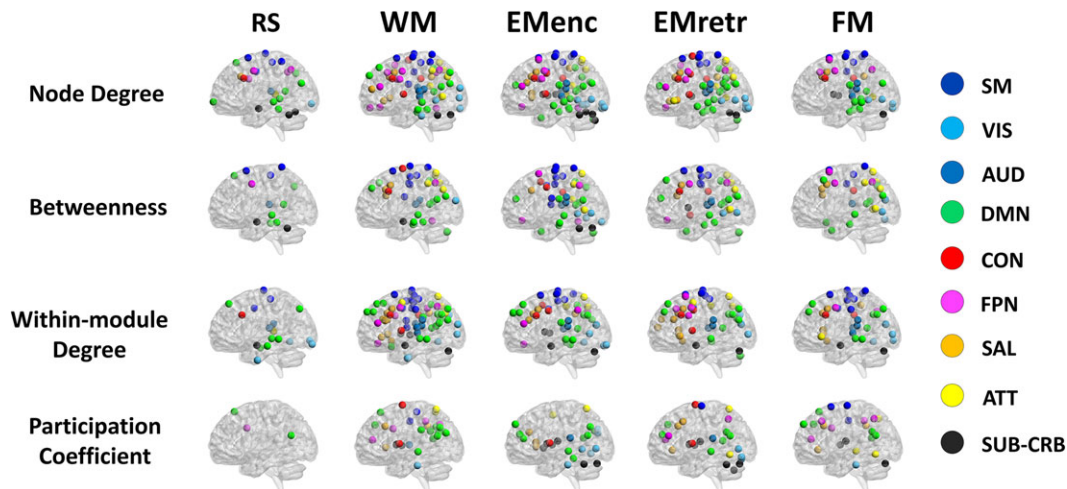 RS WM EMenc EMretr FM
Node Degree
Betweenness
Within-module
Degree
Participation
Coefficient
SM
VIS
AUD
DMN
CON
FPN
SAL
ATT
SUB-CRB